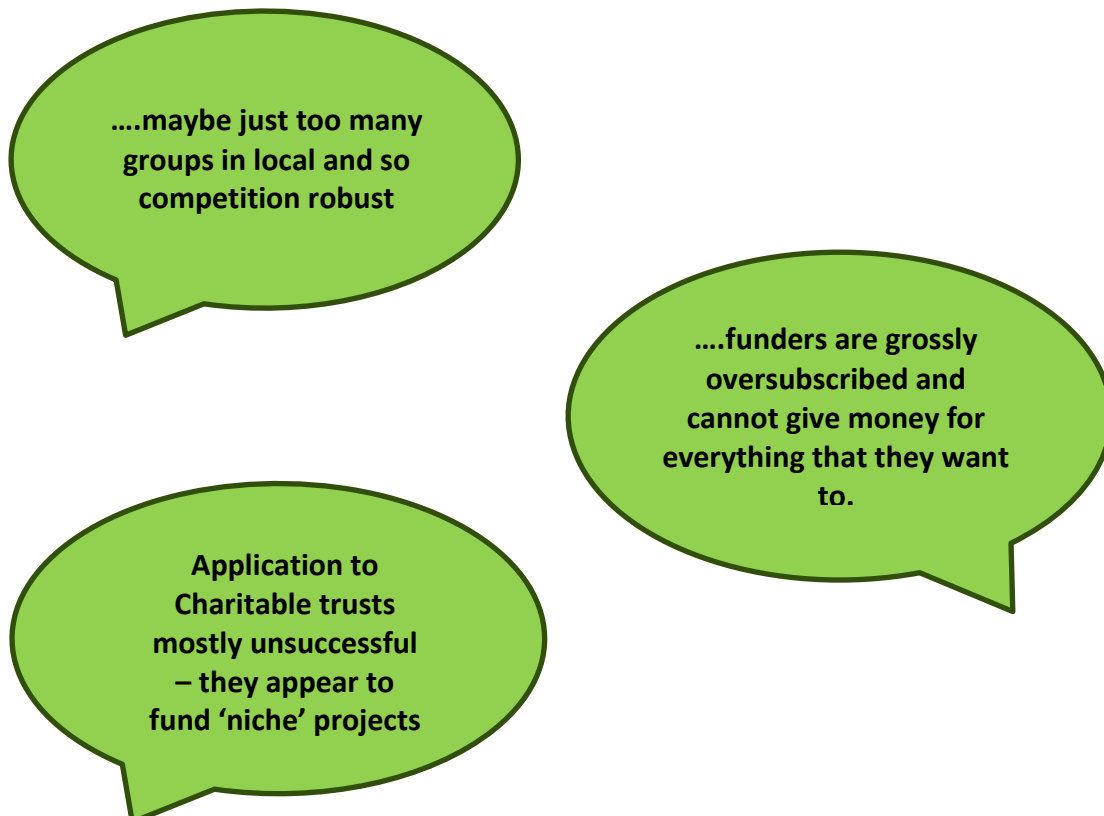 ....maybe just too many
groups in local and so
competition robust
....funders are grossly
oversubscribed and
cannot give money for
everything that they want
to.
Application to
Charitable trusts
mostly unsuccessful
– they appear to
fund ‘niche’ projects